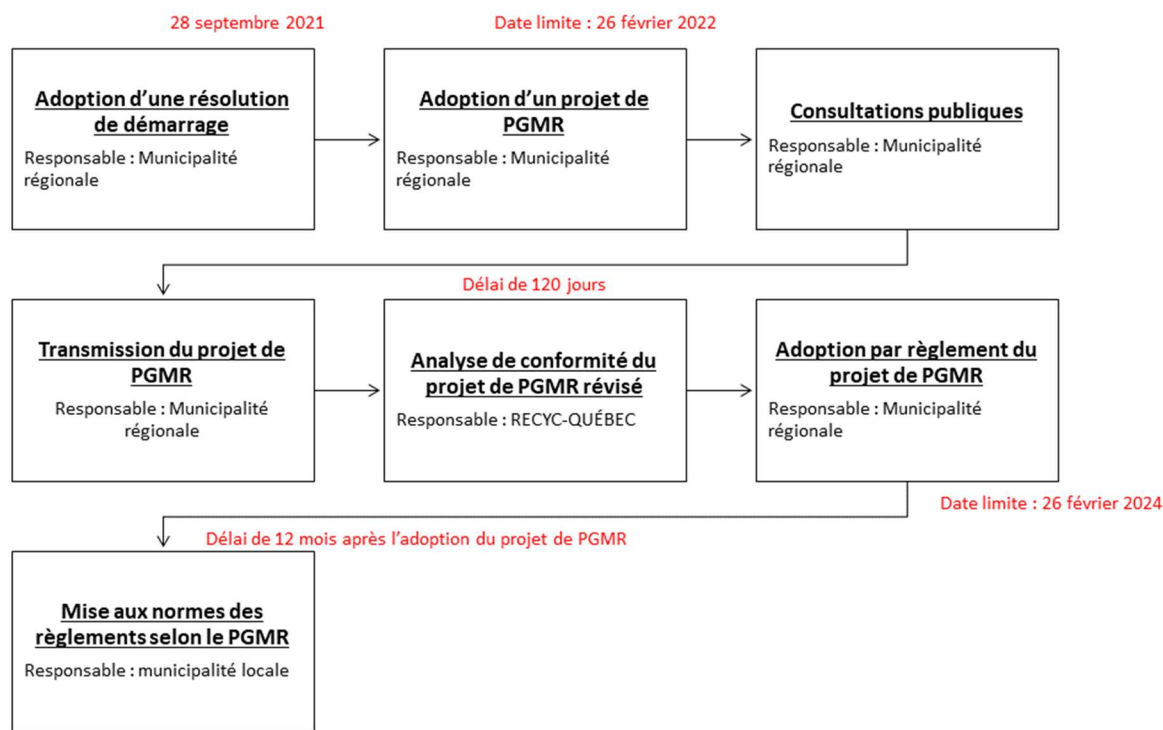 28 septembre 2021
Date limite : 26 février 2022
Adoption d'une résolution
de démarrage
Responsable : Municipalité
régionale
Adoption d'un projet de
PGMR
Responsable : Municipalité
régionale
Consultations publiques
Responsable : Municipalité
régionale
Délai de 120 jours
Transmission du projet de
PGMR
Responsable : Municipalité
régionale
Analyse de conformité du
projet de PGMR révisé
Responsable : RECYC-QUÉBEC
Adoption par règlement du
projet de PGMR
Responsable : Municipalité
régionale
Date limite : 26 février 2024
Délai de 12 mois après l'adoption du projet de PGMR
Mise aux normes des
règlements selon le PGMR
Responsable : municipalité locale